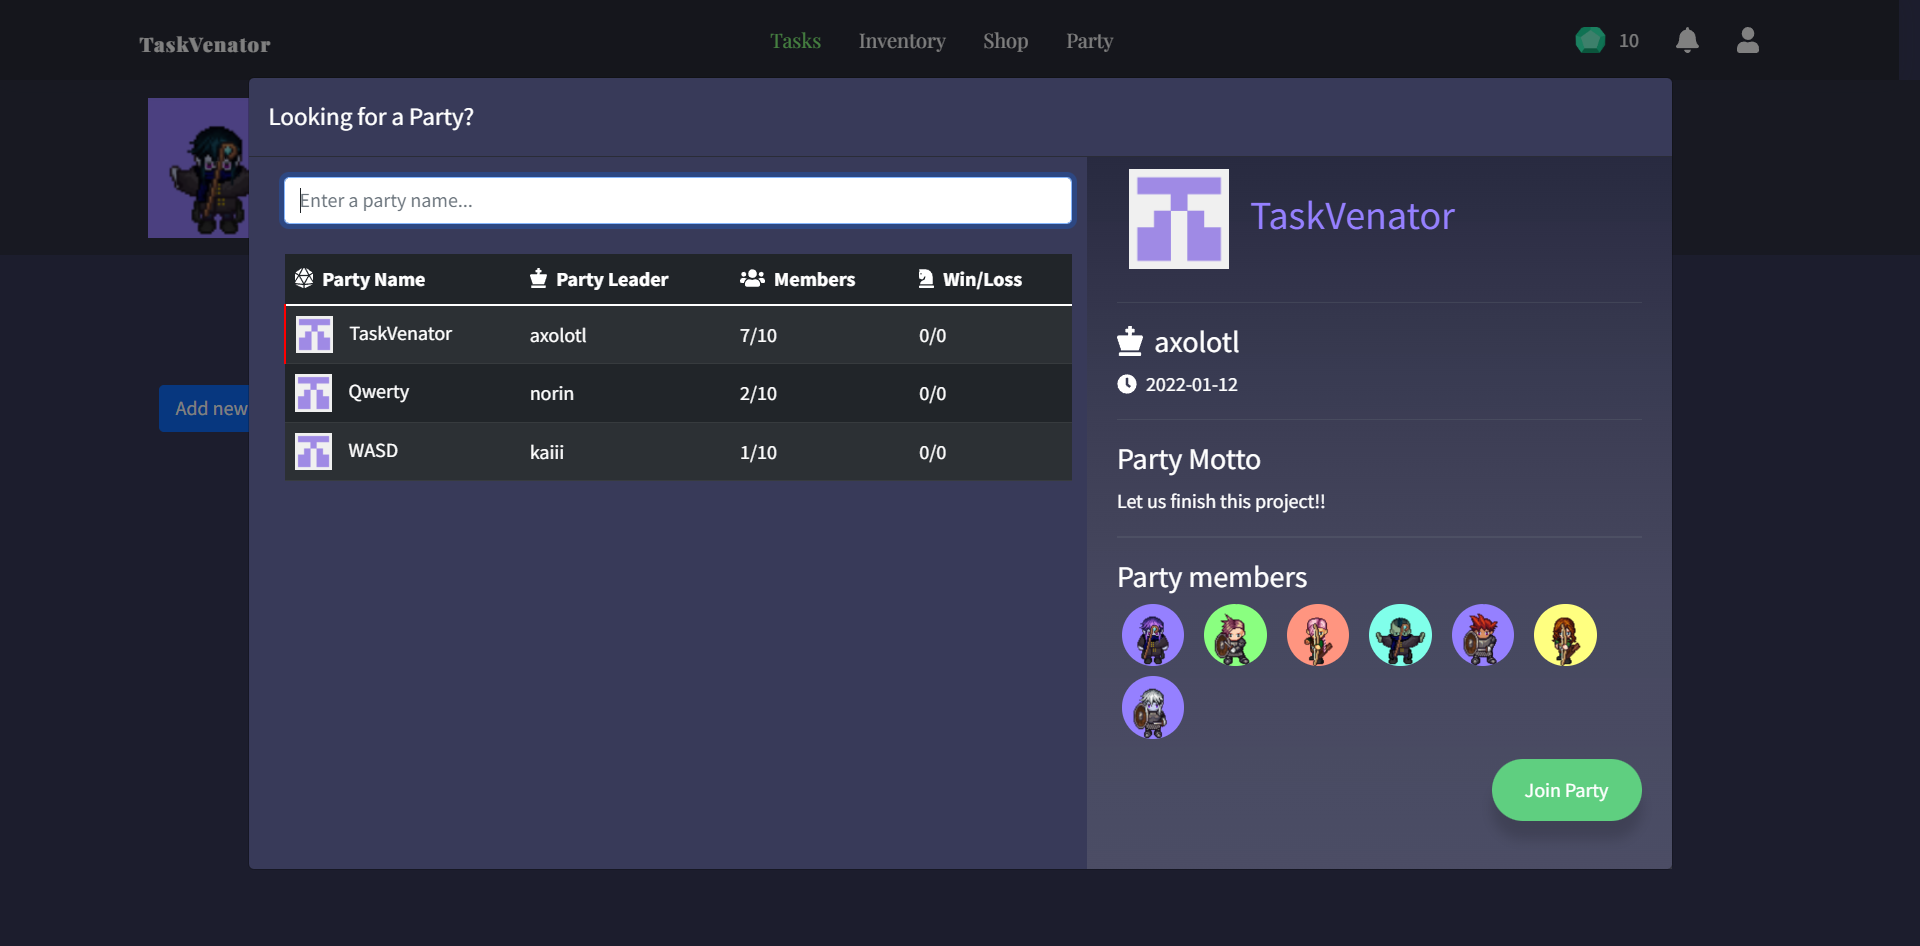 TaskVenator
Tasks Inventory Shop Party
10
Looking for a Party?
Enter a party name...
Party Name Party Leader Members Win/Loss
TaskVenator axolotl 7/10 0/0
Qwerty norin 2/10 0/0
WASD kaiii 1/10 0/0
Add new
TaskVenator
axolotl
2022-01-12
Party Motto
Let us finish this project!!
Party members
Join Party